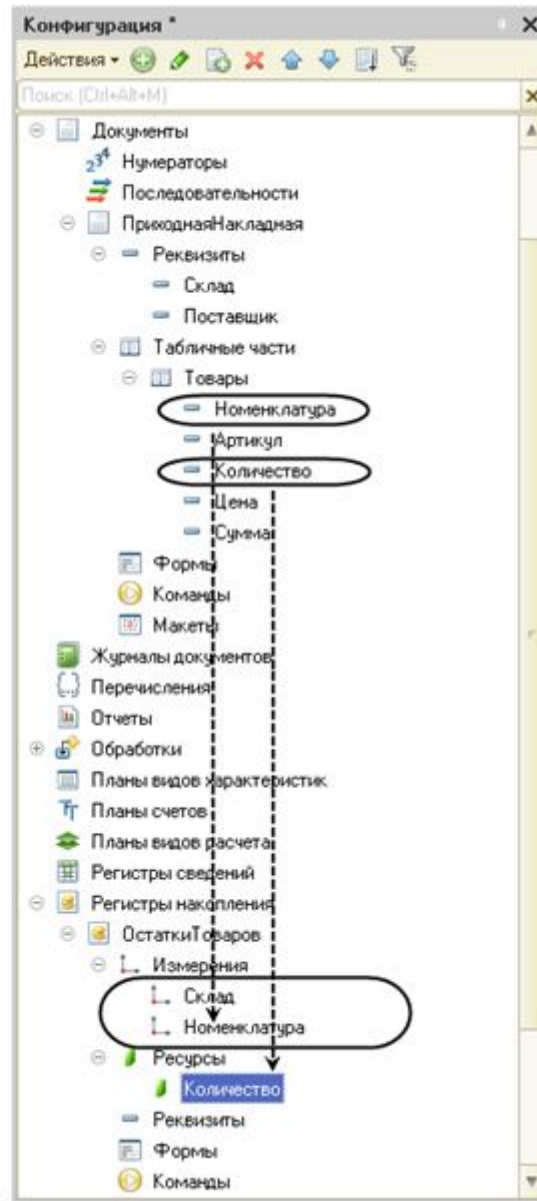 Конфигурация *
Действия
Поиск (Ctrl+Alt+M)
Документы
Нумераторы
Последовательности
ПриходнаяНакладная
Реквизиты
Склад
Поставщик
Табличные части
Товары
Номенклатура
Артикул
Количество
Цена
Сумма
Формы
Команды
Макеты
Журналы документов
Перечисления
Отчеты
Обработки
Планы видов характеристик
Планы счетов
Планы видов расчета
Регистры сведений
Регистры накопления
ОстаткиТоваров
Измерения
Склад
Номенклатура
Ресурсы
Количество
Реквизиты
Формы
Команды